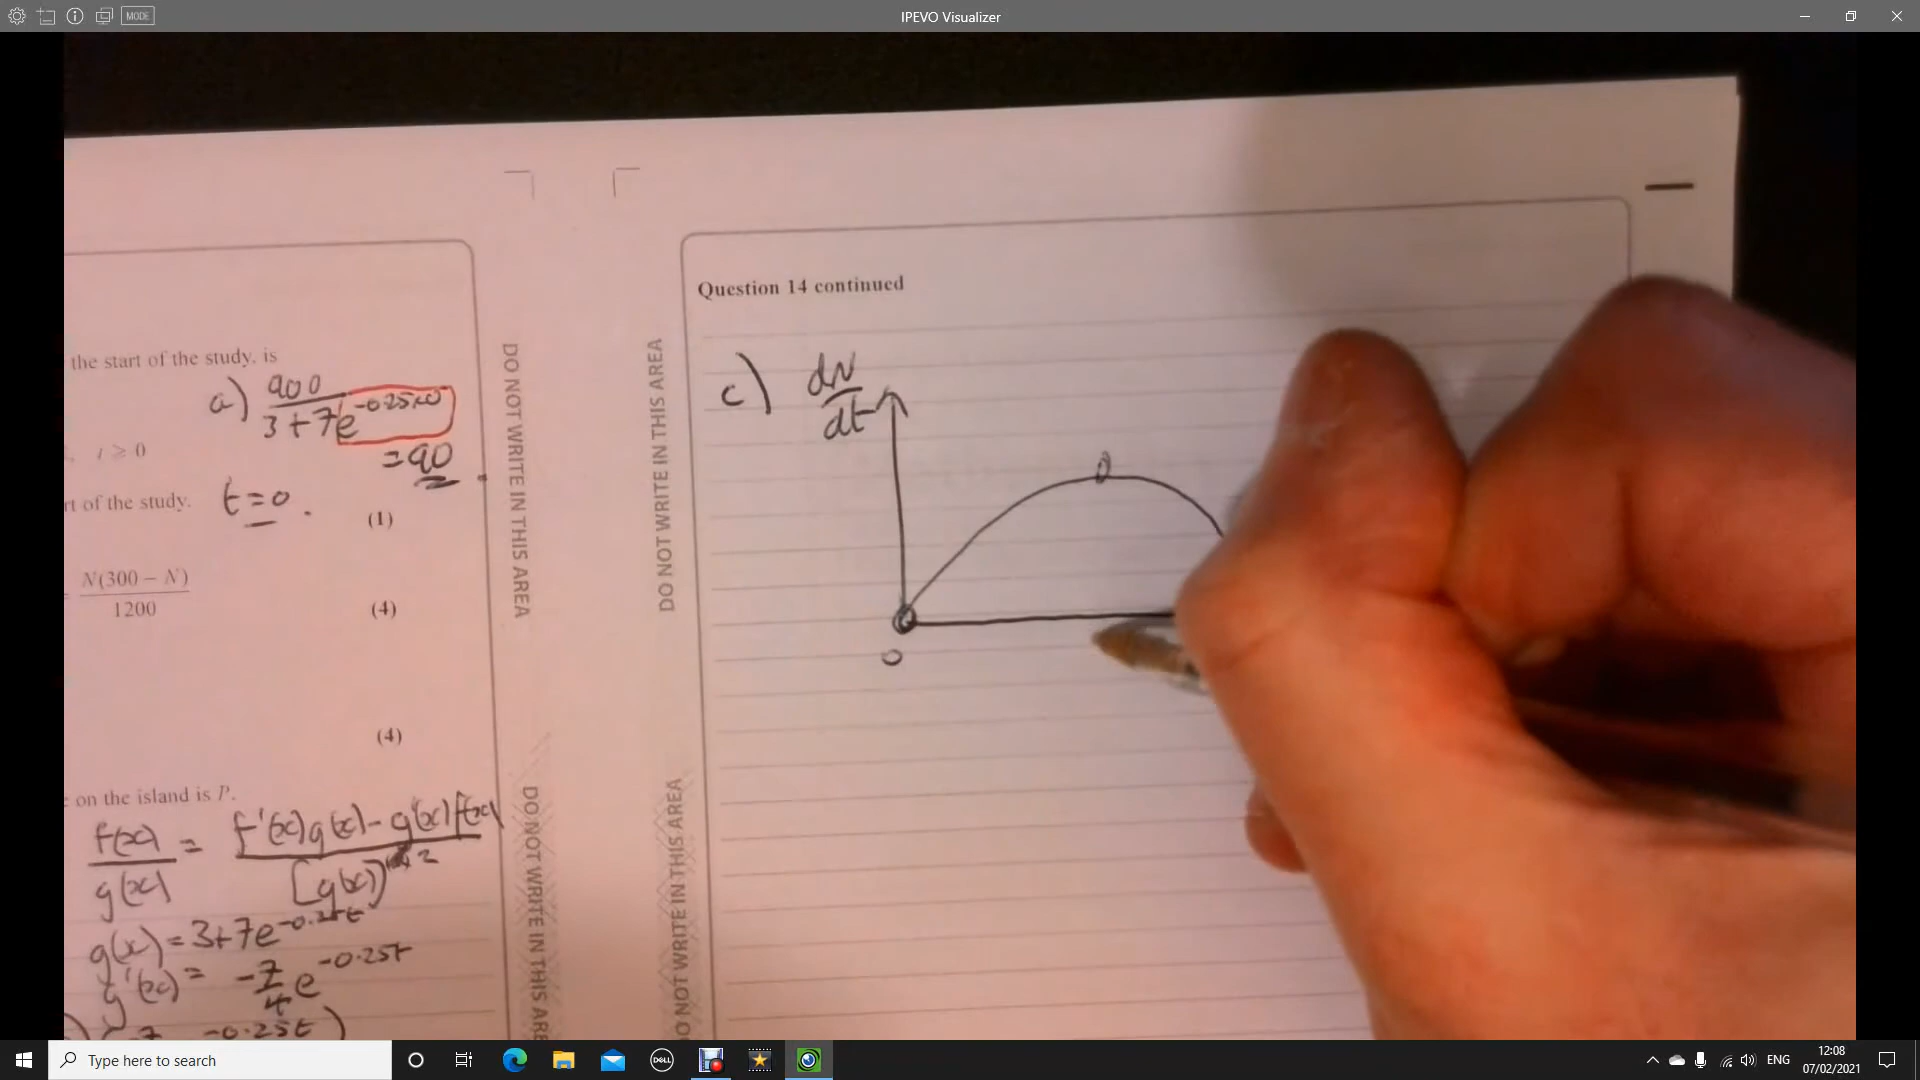 MODE
IPEVO Visualizer
the start of the study, is
a) 900
3+7e^-0.25×0
=90
, t ⩾ 0
rt of the study. t=0.
(1)
= N(300 − N)
1200
(4)
(4)
on the island is P.
f(x) = f'(x)g(x)-g'(x)f(x)
g(x) [g(x)]^2
g(x)=3+7e^-0.25t
g'(x)= -7/4 e^-0.25t
-0.25t)
DO NOT WRITE IN THIS AREA
DO NOT WRITE IN THIS ARE
DO NOT WRITE IN THIS AREA
DO NOT WRITE IN THIS AREA
Question 14 continued
c) dN
dt
0
Type here to search
DELL
ENG
12:08
07/02/2021